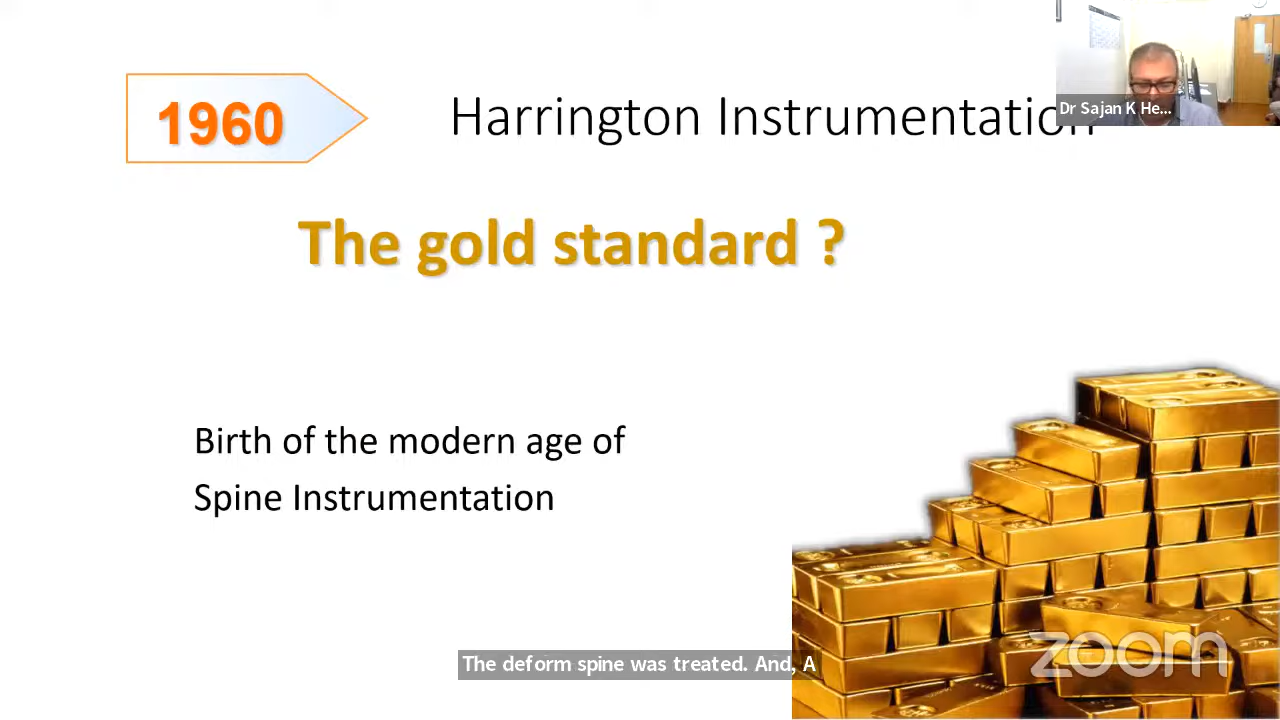 1960
Harrington Instrumentation
Dr Sajan K He...
The gold standard ?
Birth of the modern age of
Spine Instrumentation
The deform spine was treated. And, A
zoom